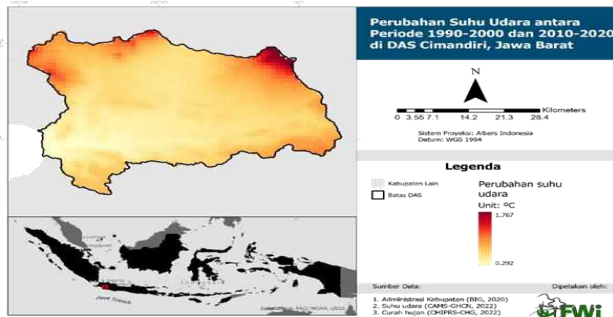 Perubahan Suhu Udara antara
Periode 1990-2000 dan 2010-2020
di DAS Cimandiri, Jawa Barat
N
Kilometers
0 3.55 7.1 14.2 21.3 28.4
Sistem Proyeksi: Albers Indonesia
Datum: WGS 1984
Legenda
Kabupaten Lain
Batas DAS
Perubahan suhu
udara
Unit: ºC
1.767
0.292
Java Trench
Sumber Data:
Dipetakan oleh:
1. Administrasi Kabupaten (BIG, 2020)
2. Suhu udara (CAMS-GHCN, 2022)
3. Curah hujan (CHIPRS-CHG, 2022)
FWi